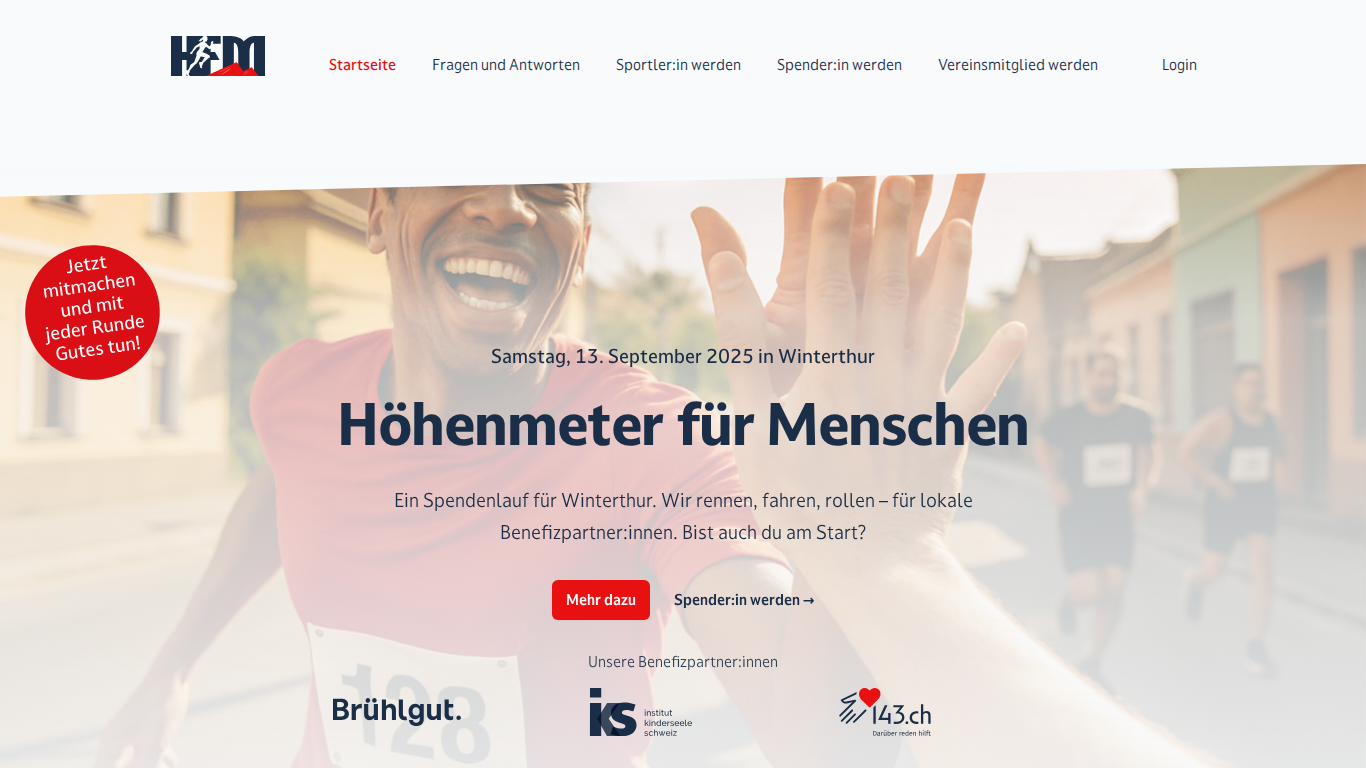 HFM
Startseite
Fragen und Antworten
Sportler:in werden
Spender:in werden
Vereinsmitglied werden
Login
Jetzt
mitmachen
und mit
jeder Runde
Gutes tun!
Samstag, 13. September 2025 in Winterthur
Höhenmeter für Menschen
Ein Spendenlauf für Winterthur. Wir rennen, fahren, rollen – für lokale
Benefizpartner:innen. Bist auch du am Start?
Mehr dazu
Spender:in werden →
Unsere Benefizpartner:innen
128
Brühlgut.
iks
institut
kinderseele
schweiz
143.ch
Darüber reden hilft